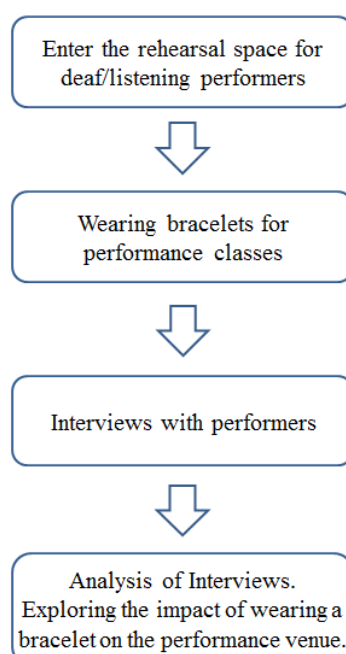 Enter the rehearsal space for
deaf/listening performers
Wearing bracelets for
performance classes
Interviews with performers
Analysis of Interviews.
Exploring the impact of wearing a
bracelet on the performance venue.